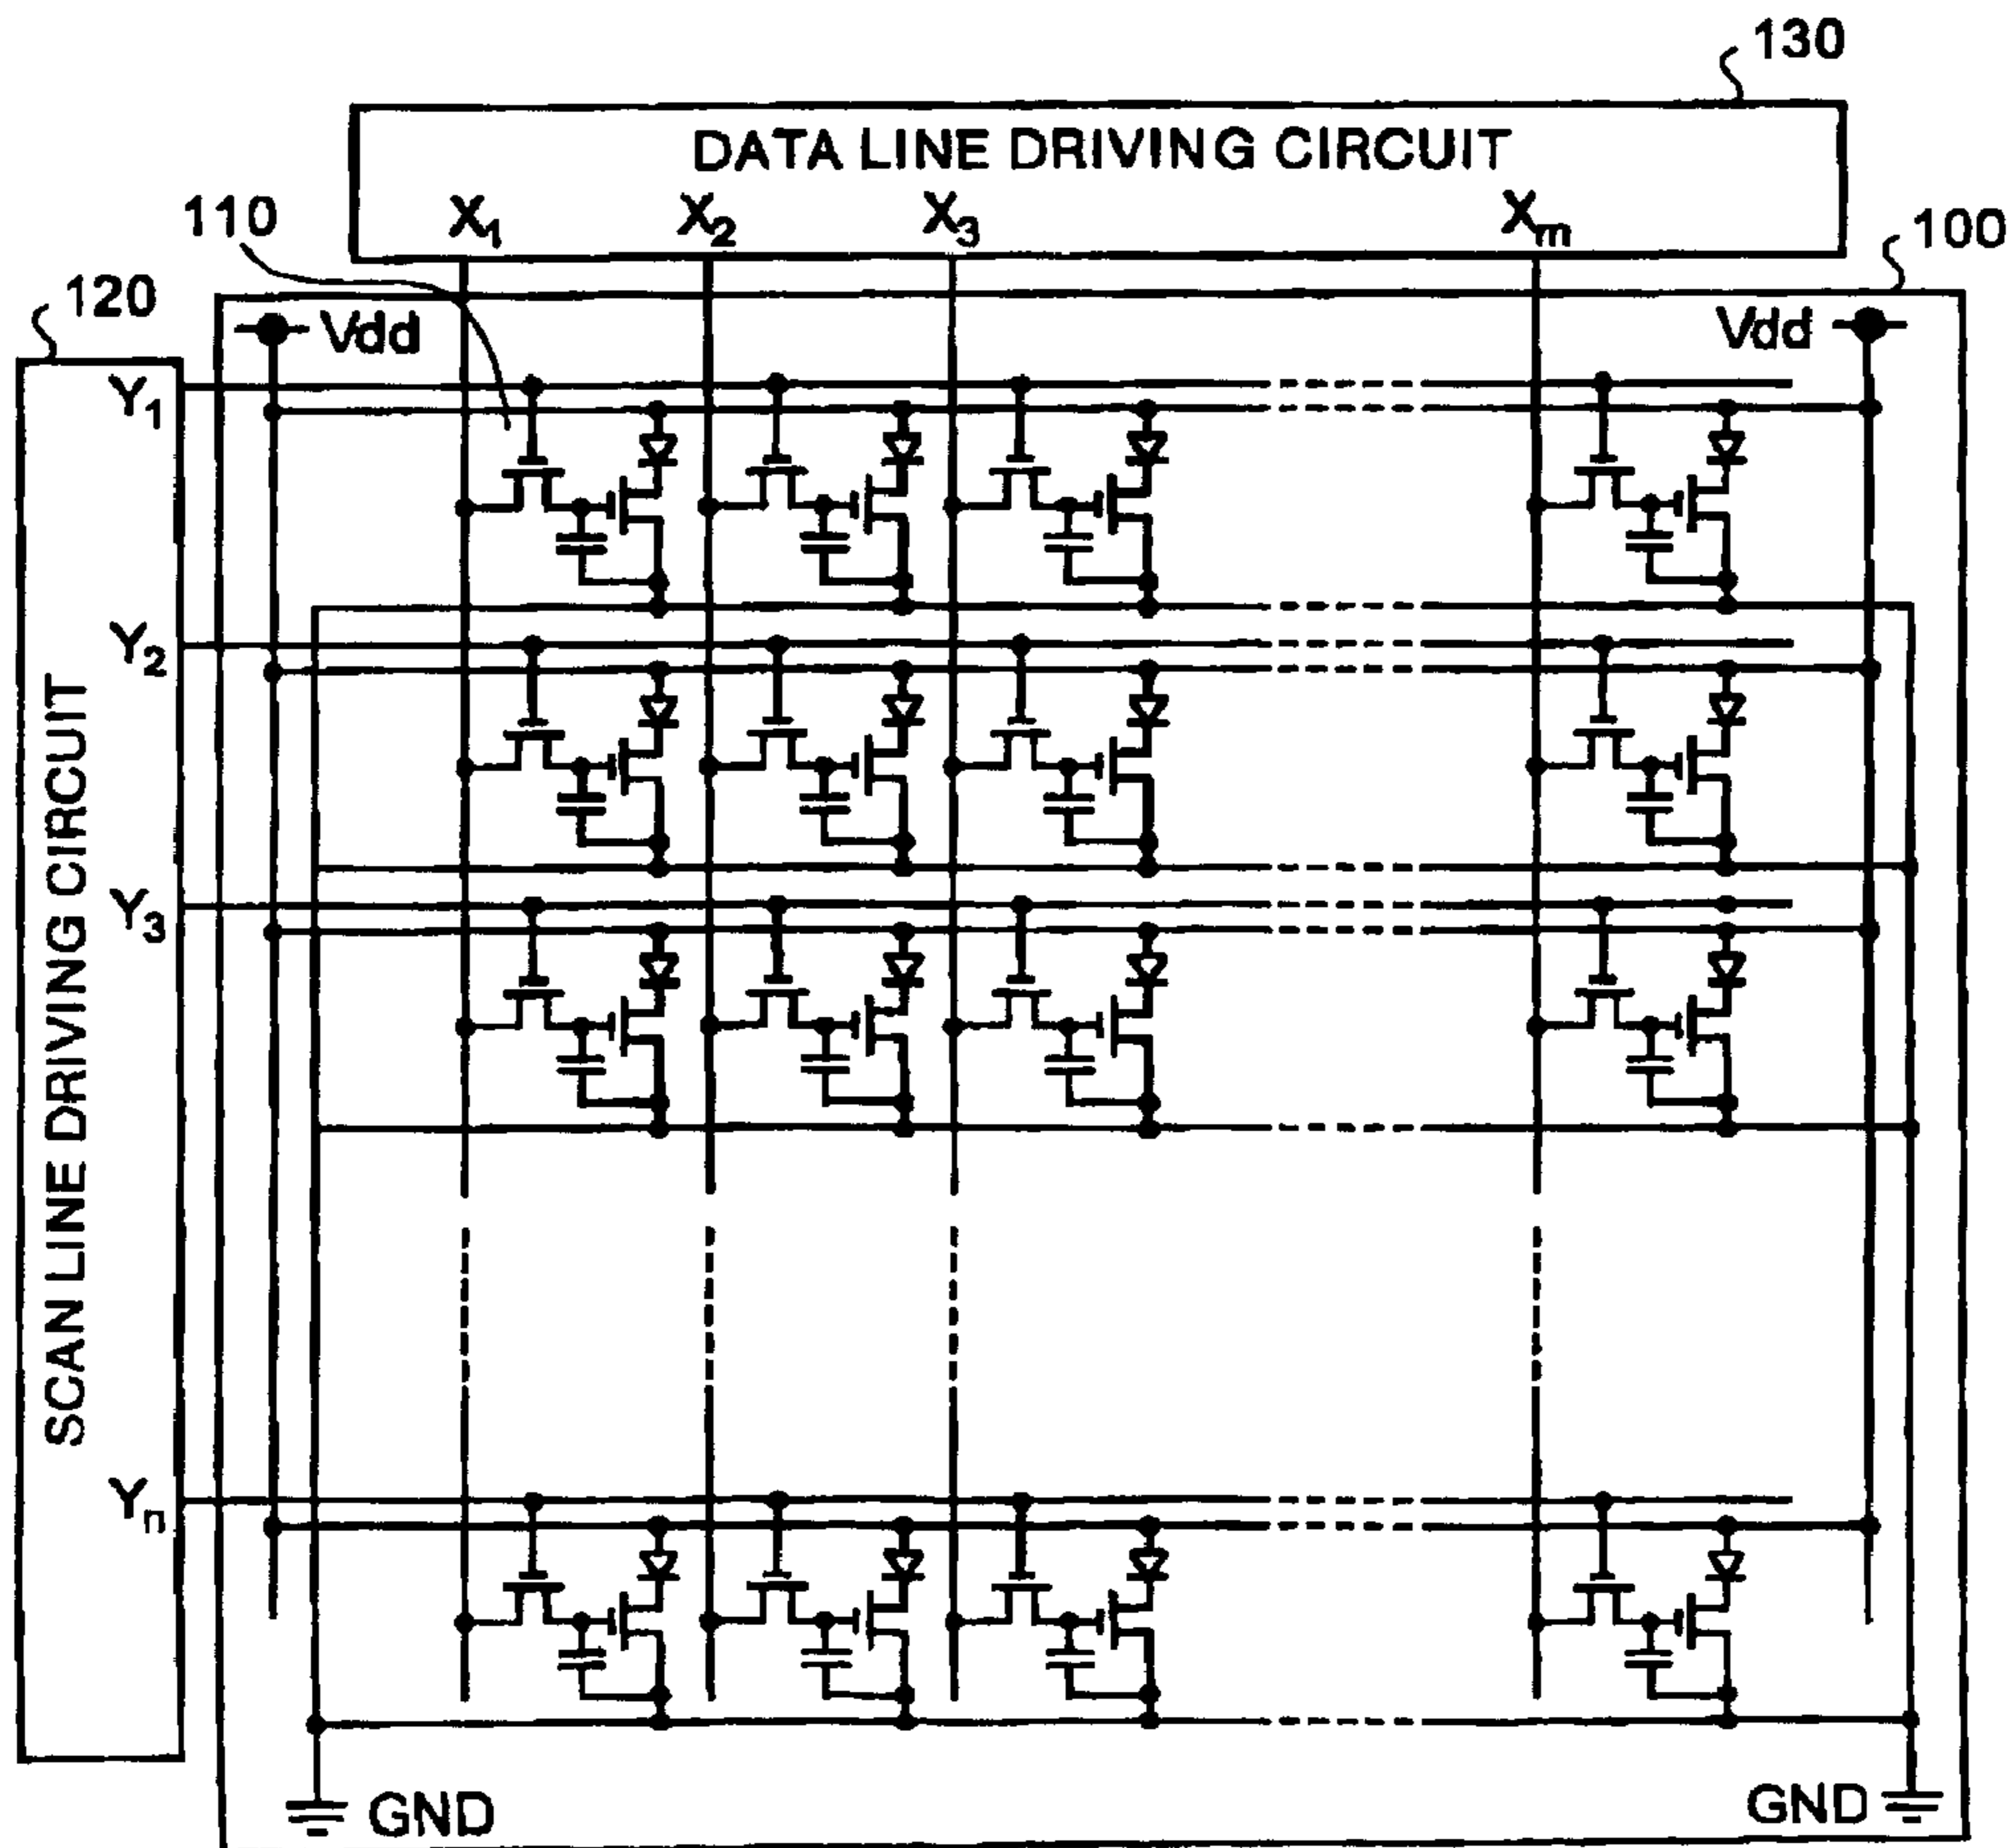 130
DATA LINE DRIVING CIRCUIT
110
X1 X2 X3 Xm
100
120
Vdd Vdd
Y1
Y2
Y3
SCAN LINE DRIVING CIRCUIT
Yn
GND GND